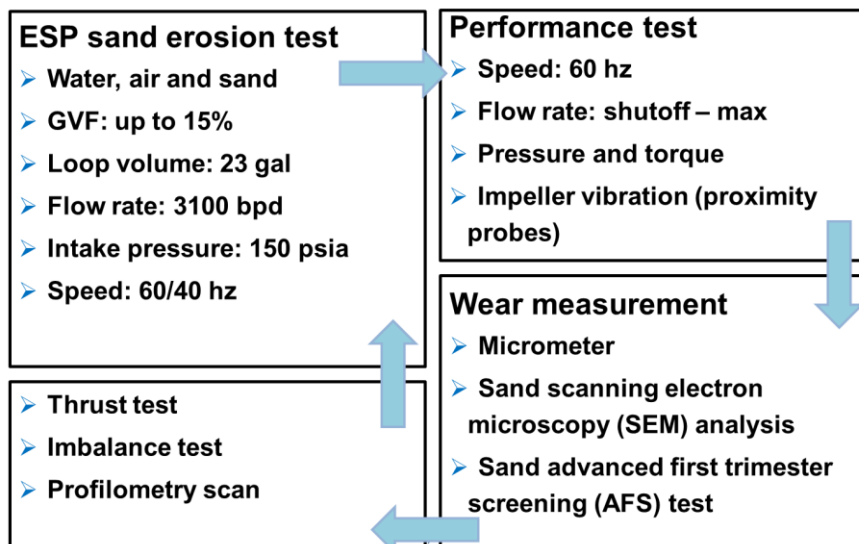 ESP sand erosion test
Water, air and sand
GVF: up to 15%
Loop volume: 23 gal
Flow rate: 3100 bpd
Intake pressure: 150 psia
Speed: 60/40 hz
Performance test
Speed: 60 hz
Flow rate: shutoff – max
Pressure and torque
Impeller vibration (proximity
probes)
Wear measurement
Micrometer
Sand scanning electron
microscopy (SEM) analysis
Sand advanced first trimester
screening (AFS) test
Thrust test
Imbalance test
Profilometry scan